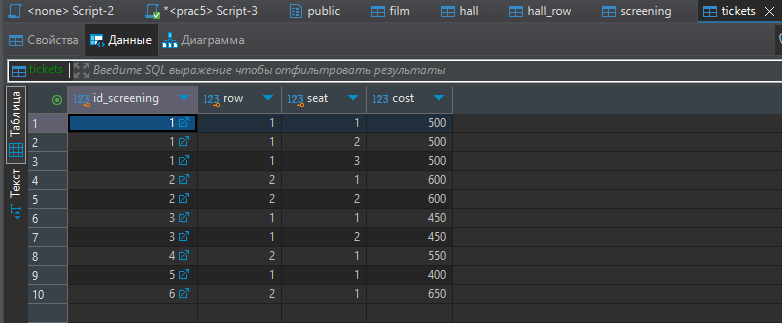 <none> Script-2 *<prac5> Script-3 public film hall hall_row screening tickets
Свойства Данные Диаграмма
tickets Введите SQL выражение чтобы отфильтровать результаты
Таблица
Текст
123 id_screening 123 row 123 seat 123 cost
1 1 1 1 500
2 1 1 2 500
3 1 1 3 500
4 2 2 1 600
5 2 2 2 600
6 3 1 1 450
7 3 1 2 450
8 4 2 1 550
9 5 1 1 400
10 6 2 1 650